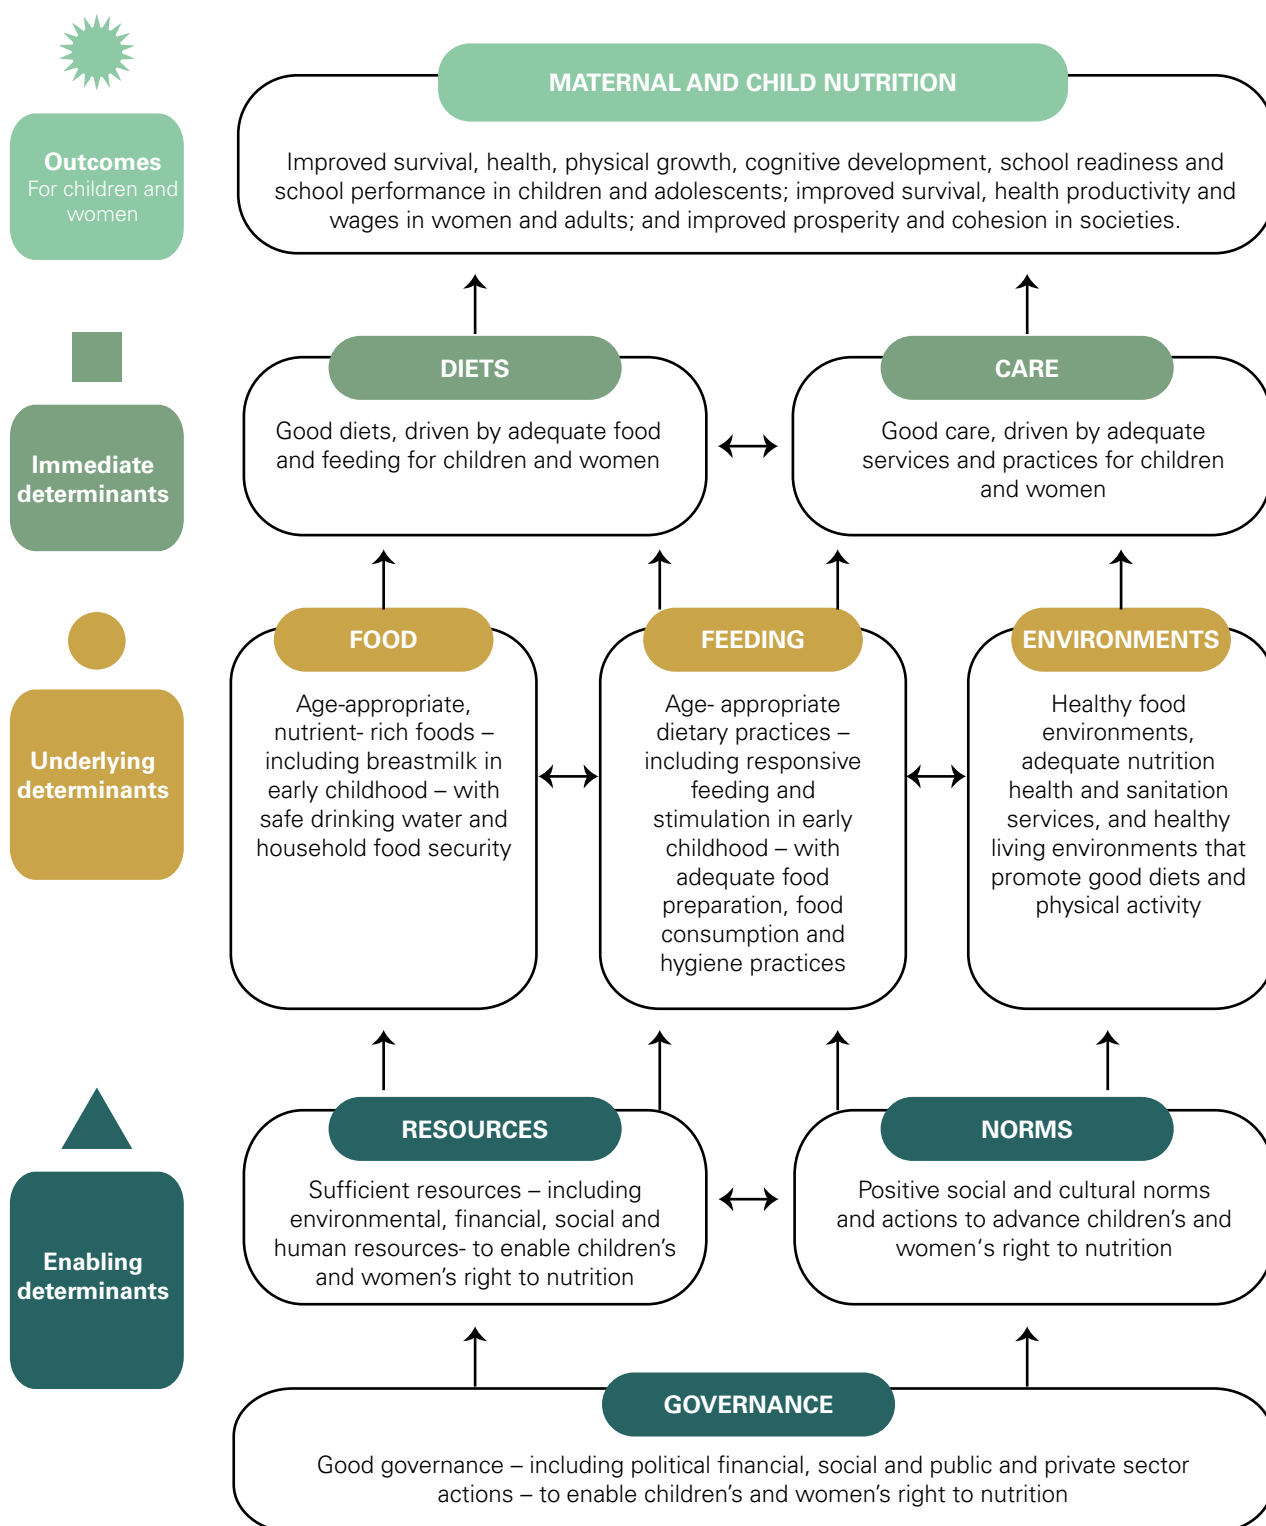 MATERNAL AND CHILD NUTRITION
Outcomes
For children and
women
Improved survival, health, physical growth, cognitive development, school readiness and
school performance in children and adolescents; improved survival, health productivity and
wages in women and adults; and improved prosperity and cohesion in societies.
Immediate
determinants
DIETS
Good diets, driven by adequate food
and feeding for children and women
CARE
Good care, driven by adequate
services and practices for children
and women
Underlying
determinants
FOOD
Age-appropriate,
nutrient- rich foods –
including breastmilk in
early childhood – with
safe drinking water and
household food security
FEEDING
Age- appropriate
dietary practices –
including responsive
feeding and
stimulation in early
childhood – with
adequate food
preparation, food
consumption and
hygiene practices
ENVIRONMENTS
Healthy food
environments,
adequate nutrition
health and sanitation
services, and healthy
living environments that
promote good diets and
physical activity
Enabling
determinants
RESOURCES
Sufficient resources – including
environmental, financial, social and
human resources- to enable children’s
and women’s right to nutrition
NORMS
Positive social and cultural norms
and actions to advance children’s and
women‘s right to nutrition
GOVERNANCE
Good governance – including political financial, social and public and private sector
actions – to enable children’s and women’s right to nutrition